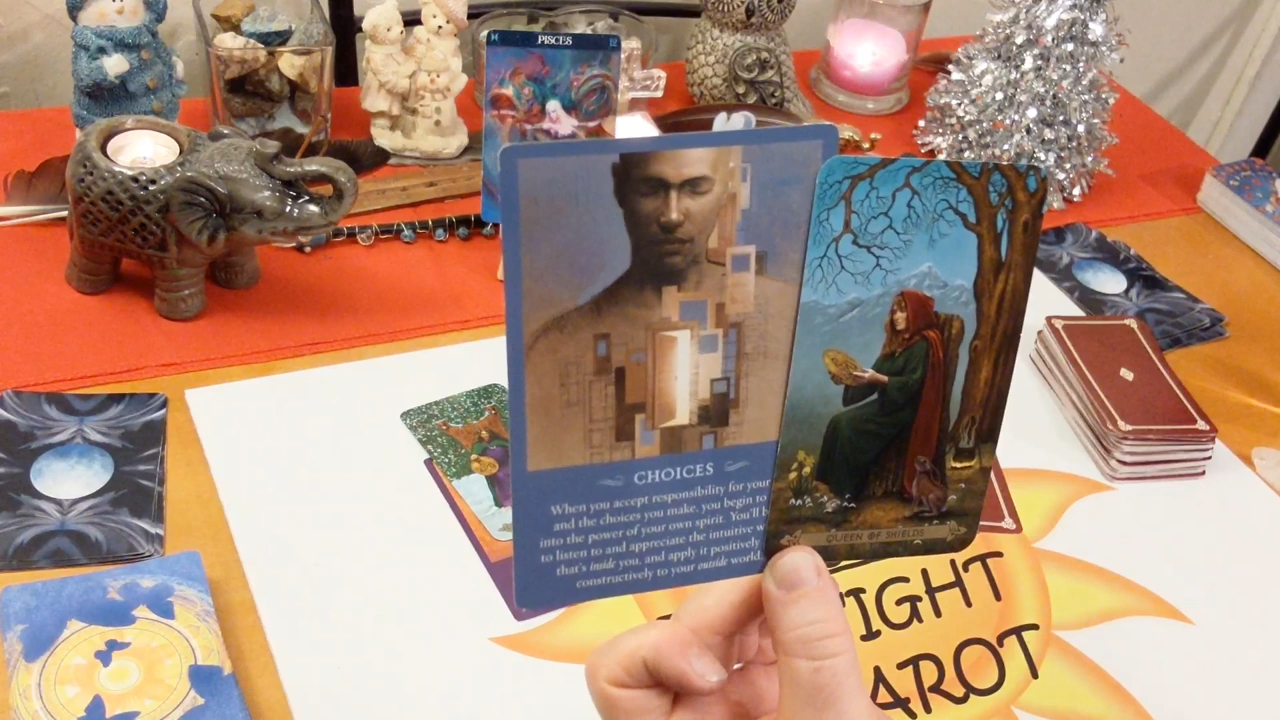 PISCES
CHOICES
When you accept responsibility for your
and the choices you make, you begin to
into the power of your own spirit. You'll
to listen to and appreciate the intuitive
that's inside you, and apply it positively
constructively to your outside world.
QUEEN OF SHIELDS
IGHT
AROT